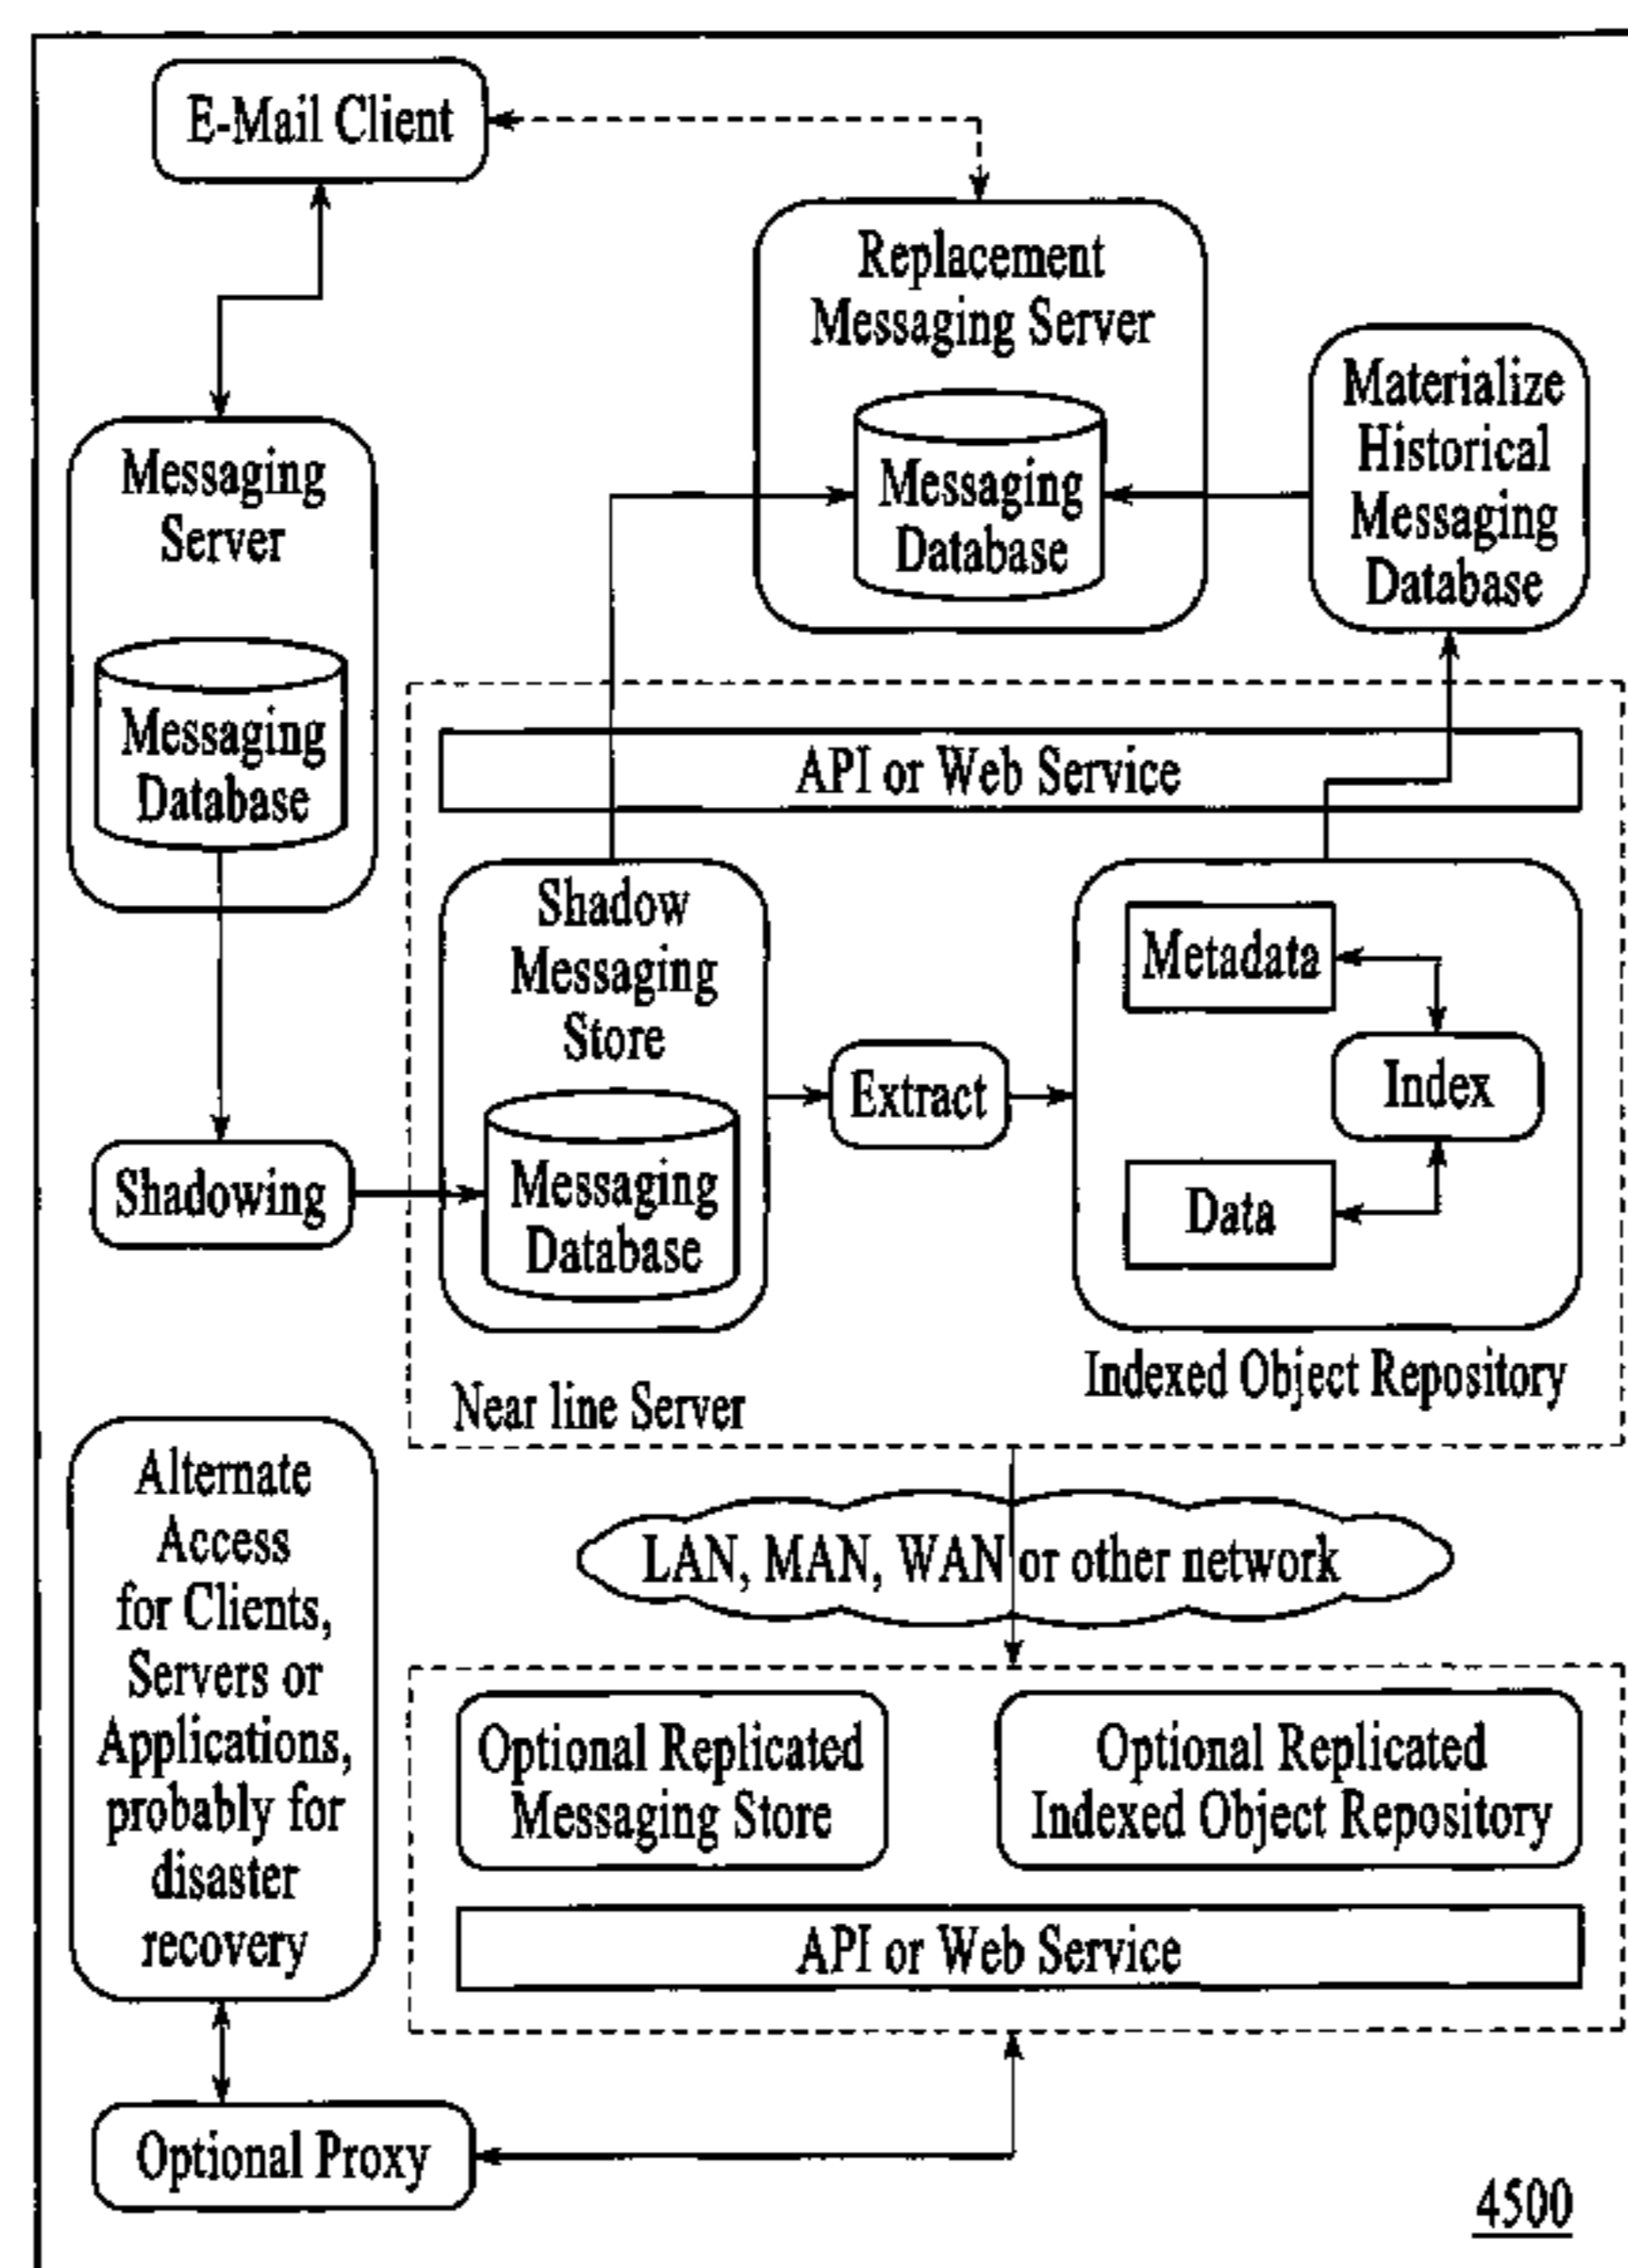 E-Mail Client
Replacement
Messaging Server
Messaging
Database
Materialize
Historical
Messaging
Database
Messaging
Server
Messaging
Database
API or Web Service
Shadow
Messaging
Store
Messaging
Database
Extract
Metadata
Index
Data
Shadowing
Indexed Object Repository
Near line Server
Alternate
Access
for Clients,
Servers or
Applications,
probably for
disaster
recovery
LAN, MAN, WAN or other network
Optional Replicated
Messaging Store
Optional Replicated
Indexed Object Repository
API or Web Service
Optional Proxy
4500